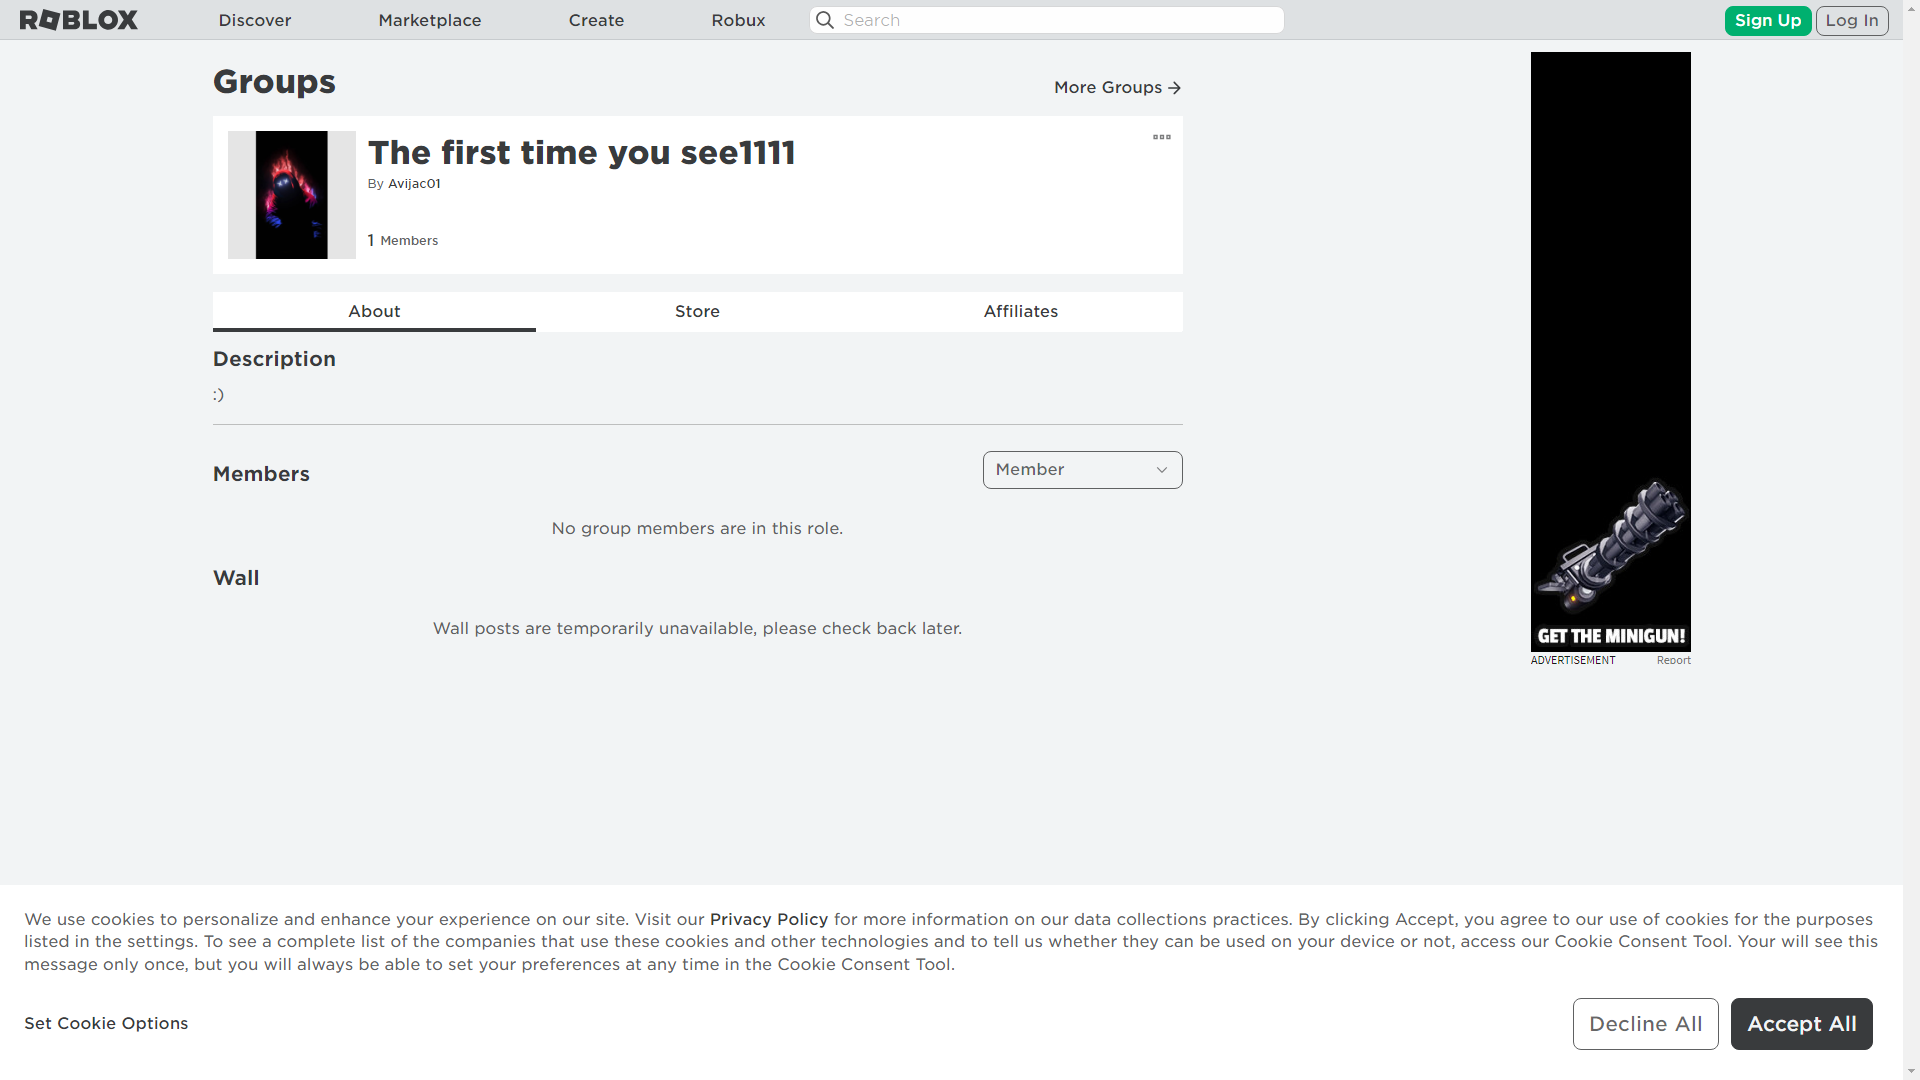 ROBLOX
Discover
Marketplace
Create
Robux
Search
Sign Up
Log In
Groups
More Groups
The first time you see1111
By Avijac01
1 Members
About
Store
Affiliates
Description
:)
Members
Member
No group members are in this role.
Wall
Wall posts are temporarily unavailable, please check back later.
GET THE MINIGUN!
ADVERTISEMENT
Report
We use cookies to personalize and enhance your experience on our site. Visit our Privacy Policy for more information on our data collections practices. By clicking Accept, you agree to our use of cookies for the purposes
listed in the settings. To see a complete list of the companies that use these cookies and other technologies and to tell us whether they can be used on your device or not, access our Cookie Consent Tool. Your will see this
message only once, but you will always be able to set your preferences at any time in the Cookie Consent Tool.
Set Cookie Options
Decline All
Accept All